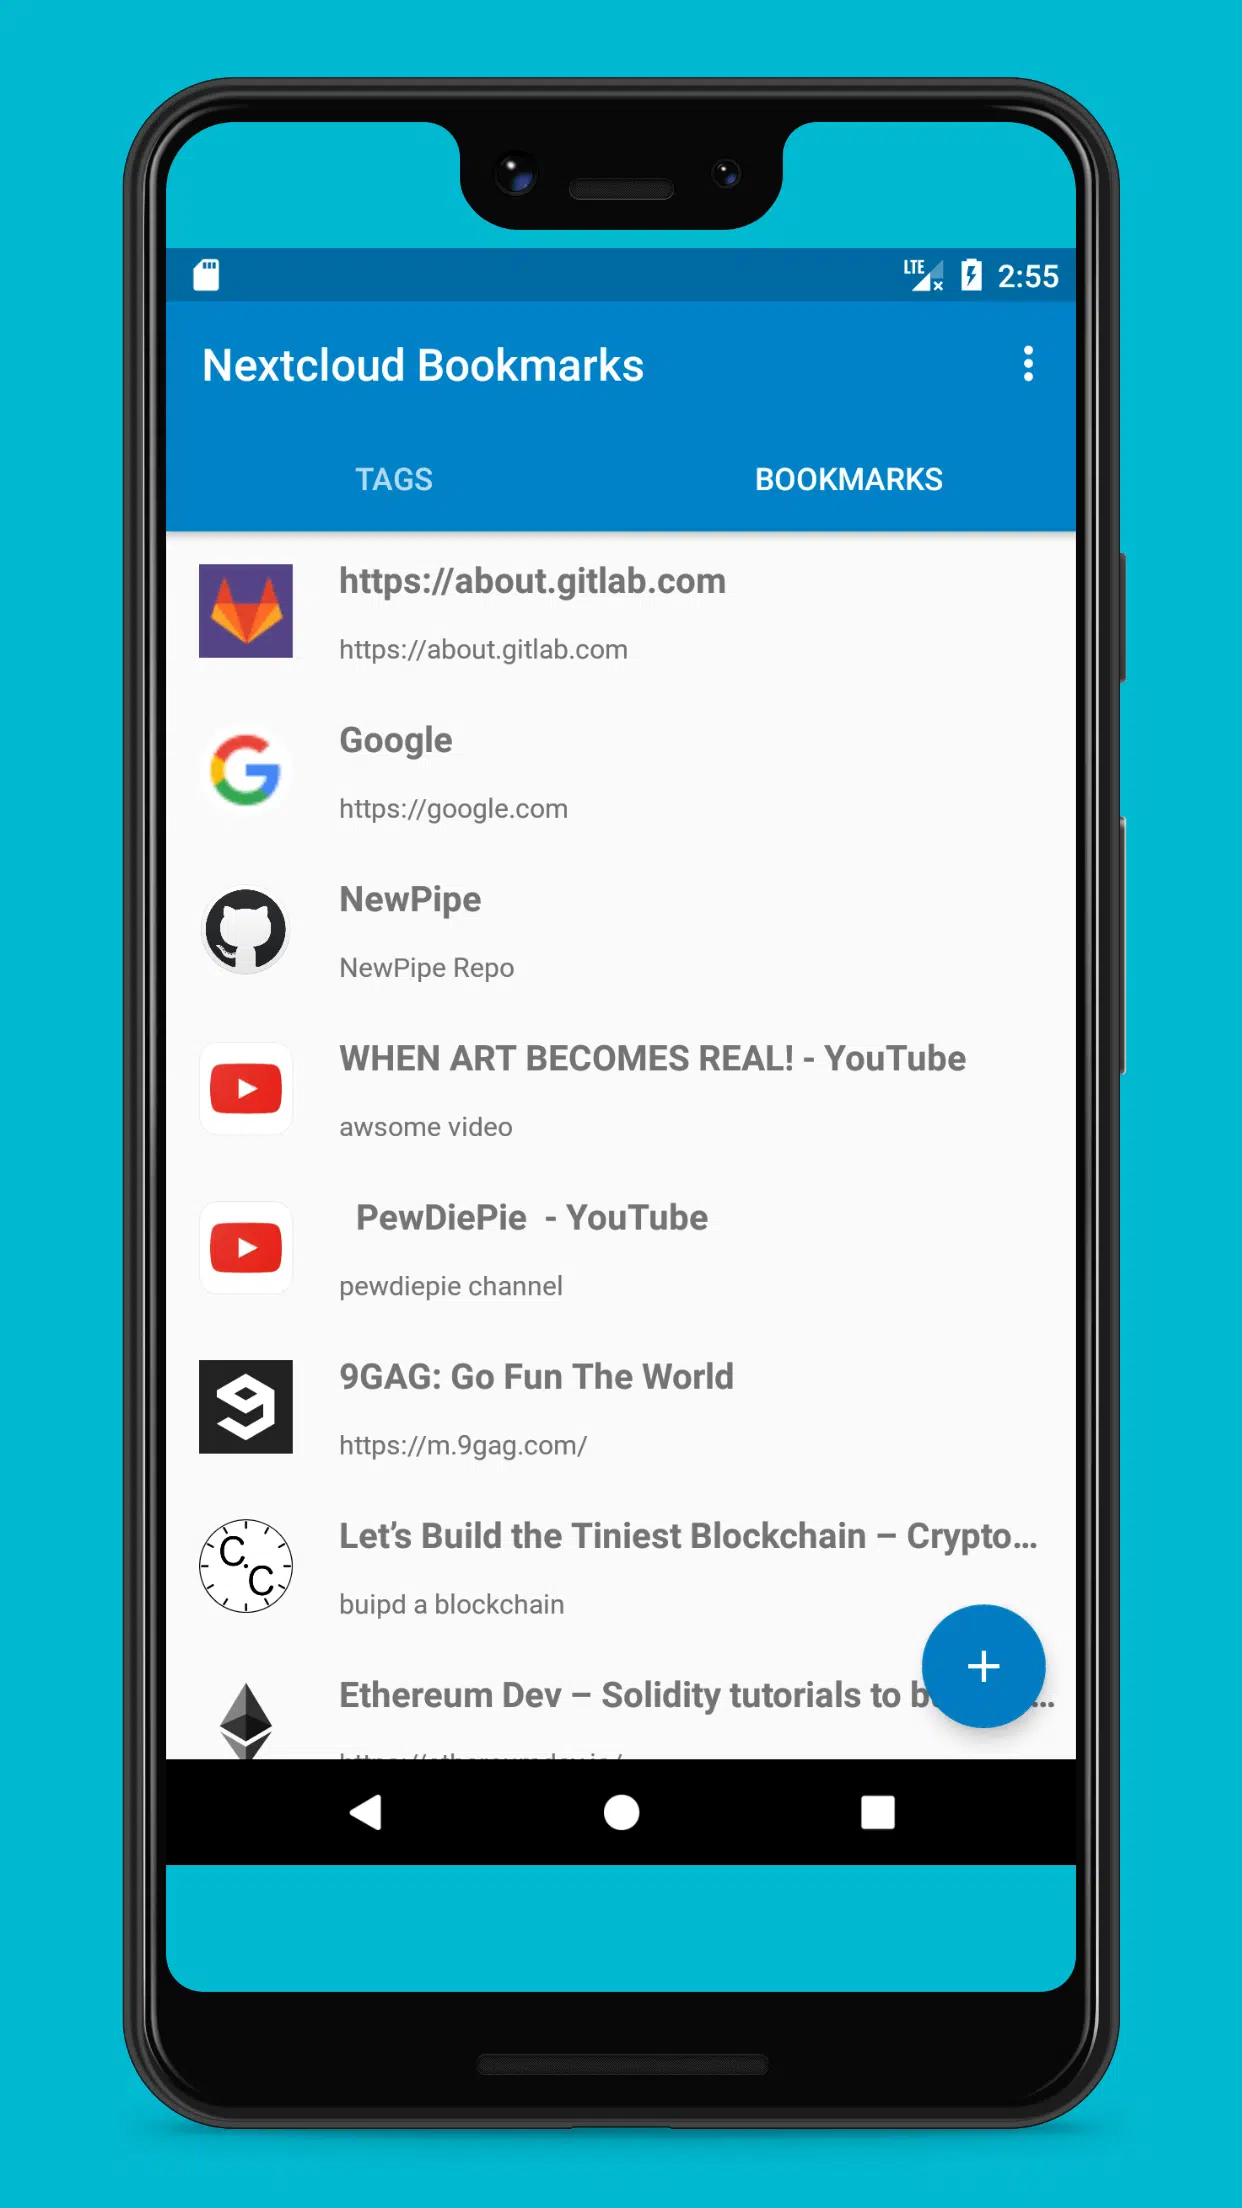 LTE 2:55
Nextcloud Bookmarks
TAGS BOOKMARKS
https://about.gitlab.com
https://about.gitlab.com
Google
https://google.com
NewPipe
NewPipe Repo
WHEN ART BECOMES REAL! - YouTube
awsome video
PewDiePie - YouTube
pewdiepie channel
9GAG: Go Fun The World
https://m.9gag.com/
Let’s Build the Tiniest Blockchain – Crypto...
C.C
buipd a blockchain
Ethereum Dev – Solidity tutorials to